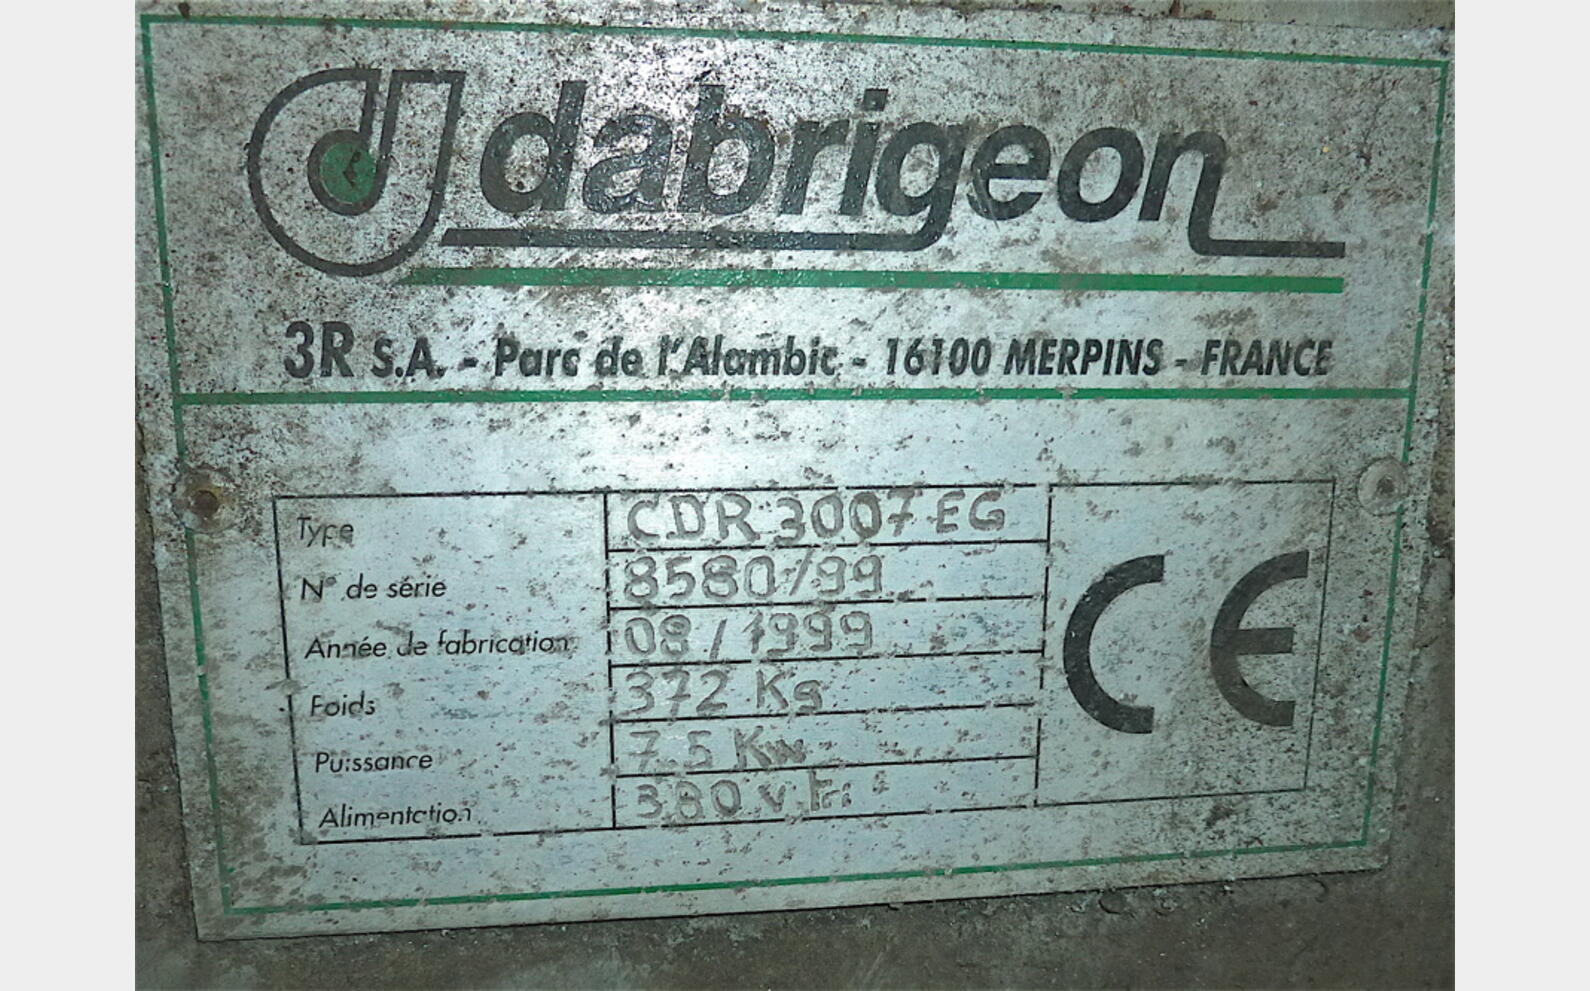 dabrigeon
3R S.A. - Parc de l'Alambic - 16100 MERPINS - FRANCE
Type CDR 3007 EG
N° de série 8580/99
Année de fabrication 08/1999
Poids 372 Kg
Puissance 7.5 Kw
Alimentation 380 v. tri
CE